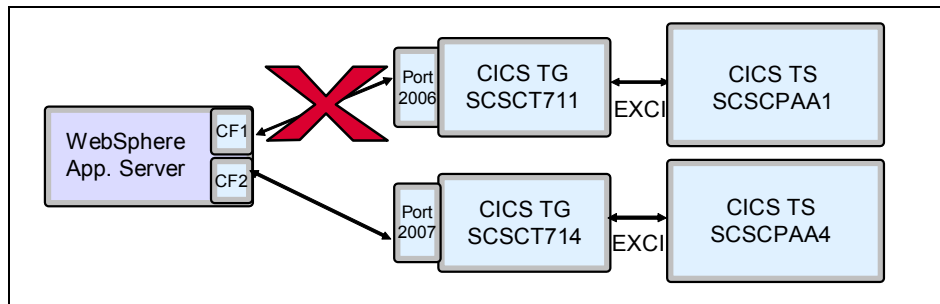 WebSphere
App. Server
CF1
CF2
Port
2006
CICS TG
SCSCT711
EXCI
CICS TS
SCSCPAA1
Port
2007
CICS TG
SCSCT714
EXCI
CICS TS
SCSCPAA4